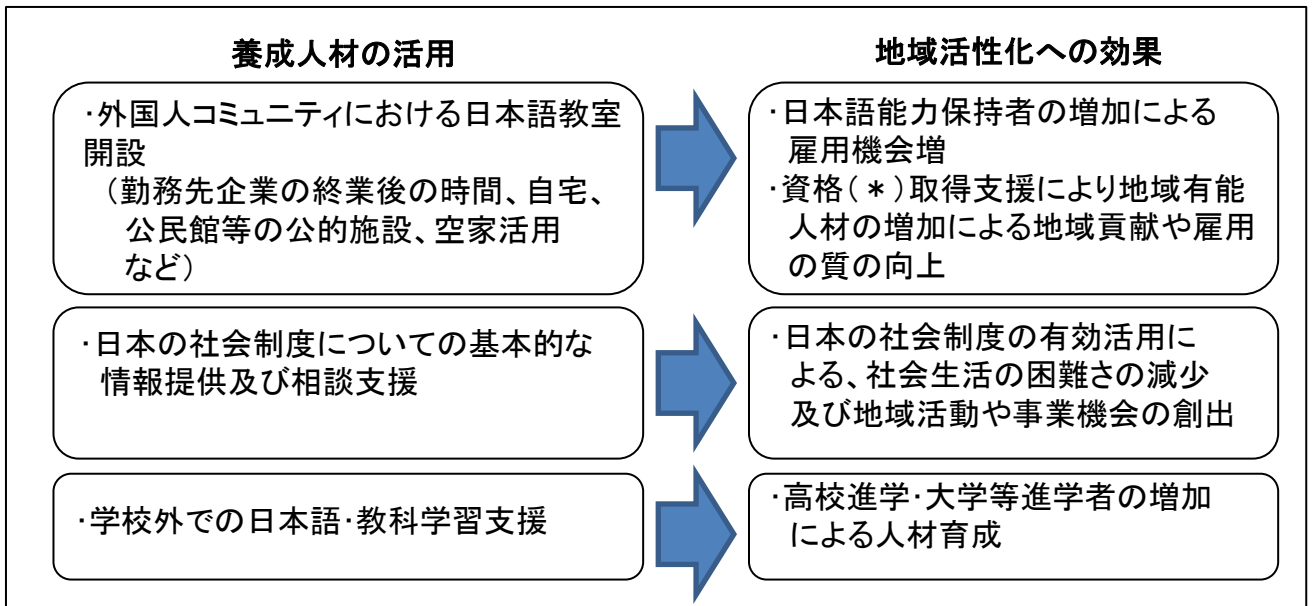 養成人材の活用
地域活性化への効果
・外国人コミュニティにおける日本語教室
開設
（勤務先企業の終業後の時間、自宅、
公民館等の公的施設、空家活用
など）
・日本語能力保持者の増加による
雇用機会増
・資格（＊）取得支援により地域有能
人材の増加による地域貢献や雇用
の質の向上
・日本の社会制度についての基本的な
情報提供及び相談支援
・日本の社会制度の有効活用に
よる、社会生活の困難さの減少
及び地域活動や事業機会の創出
・学校外での日本語・教科学習支援
・高校進学・大学等進学者の増加
による人材育成